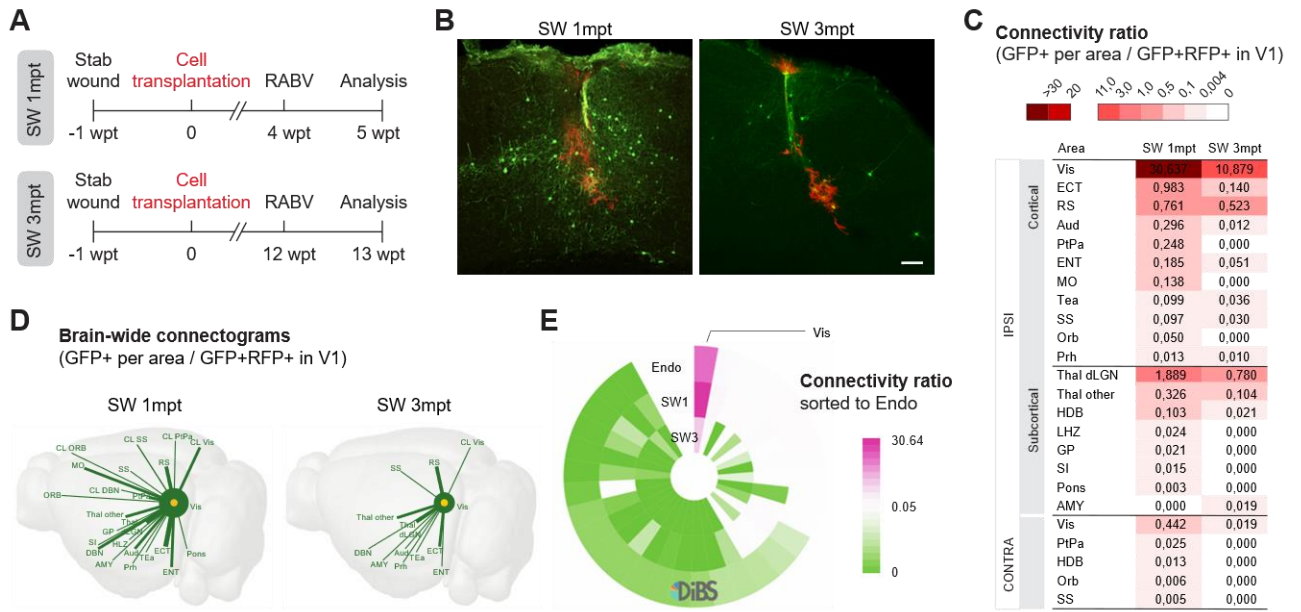 A
Stab wound
Cell transplantation
RABV
Analysis
SW 1mpt
-1 wpt
0
4 wpt
5 wpt
Stab wound
Cell transplantation
RABV
Analysis
SW 3mpt
-1 wpt
0
12 wpt
13 wpt
B
SW 1mpt
SW 3mpt
C
Connectivity ratio
(GFP+ per area / GFP+RFP+ in V1)
>30 20 11.0 3.0 1.0 0.5 0.1 0.004 0
Area SW 1mpt SW 3mpt
IPSI
Cortical
Vis 30,637 10,879
ECT 0,983 0,140
RS 0,761 0,523
Aud 0,296 0,012
PtPa 0,248 0,000
ENT 0,185 0,051
MO 0,138 0,000
Tea 0,099 0,036
SS 0,097 0,030
Orb 0,050 0,000
Prh 0,013 0,010
Subcortical
Thal dLGN 1,889 0,780
Thal other 0,326 0,104
HDB 0,103 0,021
LHZ 0,024 0,000
GP 0,021 0,000
SI 0,015 0,000
Pons 0,003 0,000
AMY 0,000 0,019
CONTRA
Vis 0,442 0,019
PtPa 0,025 0,000
HDB 0,013 0,000
Orb 0,006 0,000
SS 0,005 0,000
D
Brain-wide connectograms
(GFP+ per area / GFP+RFP+ in V1)
SW 1mpt
CL ORB
CL SS
CL PtPa
CL Vis
MO
SS
RS
ORB
CL DBN
PtPa
Vis
Thal other
GP
SI
HLZ
DBN
Aud
TEa
ECT
Pons
AMY
Prh
ENT
SW 3mpt
CL Vis
SS
RS
Vis
Thal other
Thal
dLGN
DBN
Aud
TEa
ECT
AMY
Prh
ENT
E
Vis
Endo
SW1
SW3
Connectivity ratio
sorted to Endo
30.64
0.05
0
DiBS